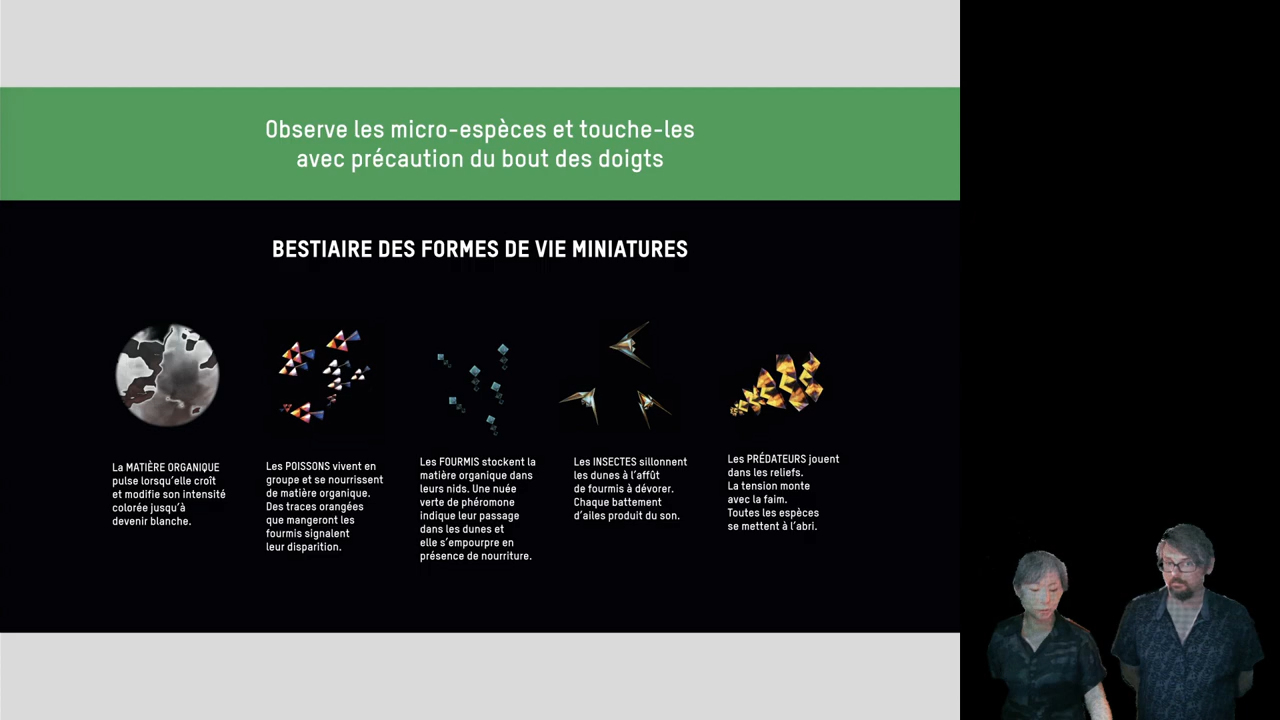 Observe les micro-espèces et touche-les
avec précaution du bout des doigts
BESTIAIRE DES FORMES DE VIE MINIATURES
La MATIÈRE ORGANIQUE
pulse lorsqu'elle croît
et modifie son intensité
colorée jusqu'à
devenir blanche.
Les POISSONS vivent en
groupe et se nourrissent
de matière organique.
Des traces orangées
que mangeront les
fourmis signalent
leur disparition.
Les FOURMIS stockent la
matière organique dans
leurs nids. Une nuée
verte de phéromone
indique leur passage
dans les dunes et
elle s'empourpre en
présence de nourriture.
Les INSECTES sillonnent
les dunes à l'affût
de fourmis à dévorer.
Chaque battement
d'ailes produit du son.
Les PRÉDATEURS jouent
dans les reliefs.
La tension monte
avec la faim.
Toutes les espèces
se mettent à l'abri.